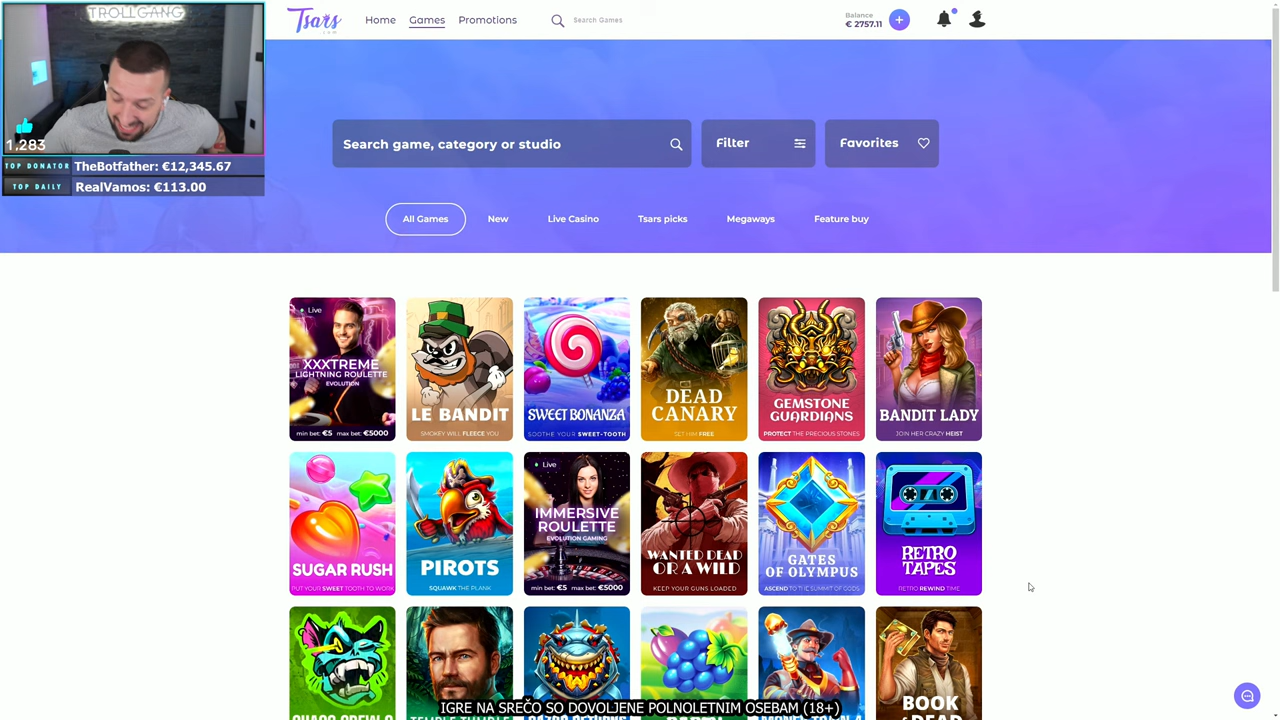 TROLLGANG
1,283
TOP DONATOR TheBotfather: €12,345.67
TOP DAILY RealVamos: €113.00
Tsars
.com
Home Games Promotions Search Games
Balance
€ 2757.11
Search game, category or studio Filter Favorites
All Games New Live Casino Tsars picks Megaways Feature buy
Live
XXXTREME
LIGHTNING ROULETTE
EVOLUTION
min bet: €5 max bet: €5000
LE BANDIT
SMOKEY WILL FLEECE YOU
SWEET BONANZA
SOOTHE YOUR SWEET-TOOTH
DEAD
CANARY
SET HIM FREE
GEMSTONE
GUARDIANS
PROTECT THE PRECIOUS STONES
BANDIT LADY
JOIN HER CRAZY HEIST
SUGAR RUSH
PUT YOUR SWEET TOOTH TO WORK
PIROTS
SQUAWK THE PLANK
Live
IMMERSIVE
ROULETTE
EVOLUTION GAMING
min bet: €5 max bet: €5000
WANTED DEAD
OR A WILD
KEEP YOUR GUNS LOADED
GATES
OF OLYMPUS
ASCEND TO THE SUMMIT OF GODS
RETRO
TAPES
RETRO REWIND TIME
BOOK
IGRE NA SREČO SO DOVOLJENE POLNOLETNIM OSEBAM (18+)